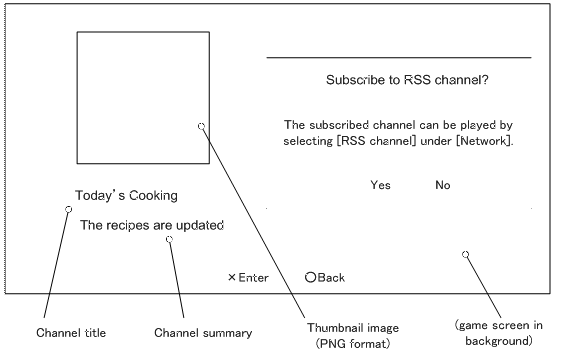 Subscribe to RSS channel?
The subscribed channel can be played by
selecting [RSS channel] under [Network].
Yes No
Today's Cooking
The recipes are updated
×Enter ○Back
Channel title
Channel summary
Thumbnail image
(PNG format)
(game screen in
background)